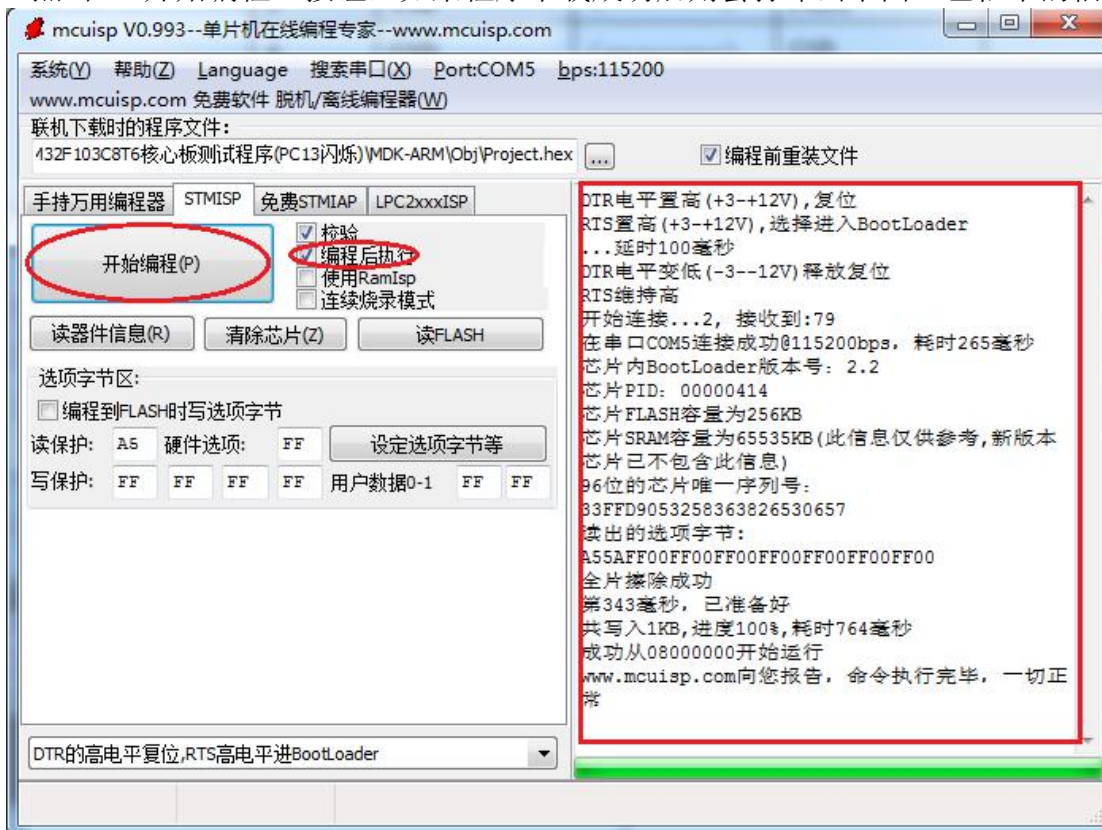 mcuisp V0.993--单片机在线编程专家--www.mcuisp.com
系统(Y) 帮助(Z) Language 搜索串口(X) Port:COM5 bps:115200
www.mcuisp.com 免费软件 脱机/离线编程器(W)
联机下载时的程序文件:
432F103C8T6核心板测试程序(PC13闪烁)\MDK-ARM\Obj\Project.hex ... 编程前重装文件
手持万用编程器 STMISP 免费STMIAP LPC2xxxISP
开始编程(P)
校验
编程后执行
使用RamIsp
连续烧录模式
读器件信息(R) 清除芯片(Z) 读FLASH
选项字节区:
编程到FLASH时写选项字节
读保护: A5 硬件选项: FF 设定选项字节等
写保护: FF FF FF FF 用户数据0-1 FF FF
DTR的高电平复位,RTS高电平进BootLoader
DTR电平置高(+3-+12V),复位
RTS置高(+3-+12V),选择进入BootLoader
...延时100毫秒
DTR电平变低(-3--12V)释放复位
RTS维持高
开始连接...2, 接收到:79
在串口COM5连接成功@115200bps, 耗时265毫秒
芯片内BootLoader版本号: 2.2
芯片PID: 00000414
芯片FLASH容量为256KB
芯片SRAM容量为65535KB(此信息仅供参考,新版本
芯片已不包含此信息)
96位的芯片唯一序列号:
33FFD9053258363826530657
读出的选项字节:
A55AFF00FF00FF00FF00FF00FF00FF00
全片擦除成功
第343毫秒, 已准备好
共写入1KB,进度100%,耗时764毫秒
成功从08000000开始运行
www.mcuisp.com向您报告, 命令执行完毕, 一切正
常